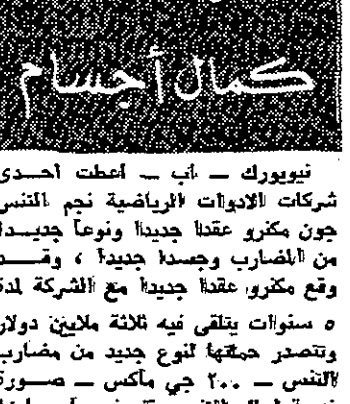 كمال أجسام
نيويورك — أب — أعطت احدى
شركات الادوات الرياضية نجم التنس
جون مكنرو عقدا جديدا ونوعا جديدا
من المضارب وجسدا جديدا ، وقد
وقع مكنرو عقدا جديدا مع الشركة لمدة
٥ سنوات يتلقى فيه ثلاثة ملايين دولار
وتتصدر حملتها لنوع جديد من مضارب
التنس — ٢٠٠ جي ماكس — صورة